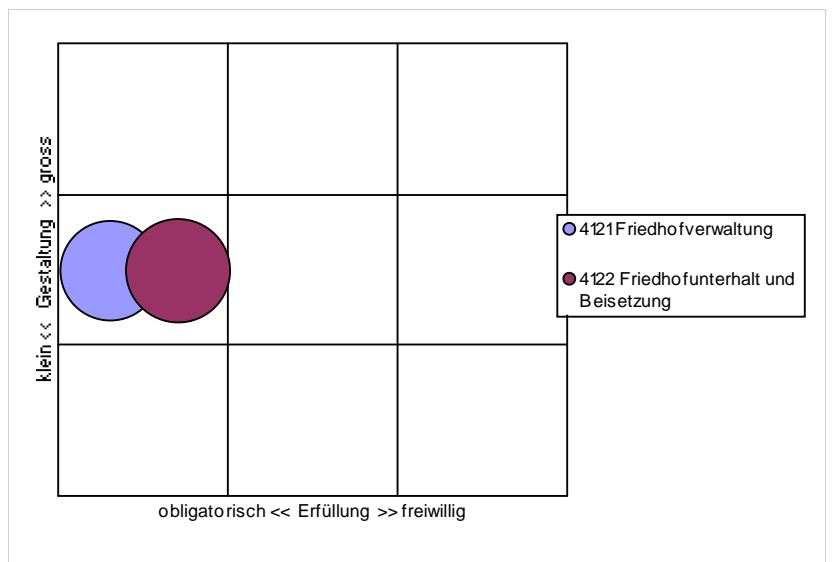 klein << Gestaltung >> gross
4121 Friedhofverwaltung
4122 Friedhofunterhalt und
Beisetzung
obligatorisch << Erfüllung >> freiwillig